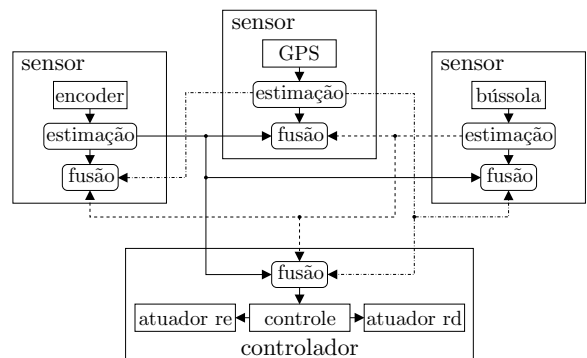 sensor
GPS
estimação
fusão
sensor
encoder
estimação
fusão
sensor
bússola
estimação
fusão
fusão
atuador re
controle
atuador rd
controlador